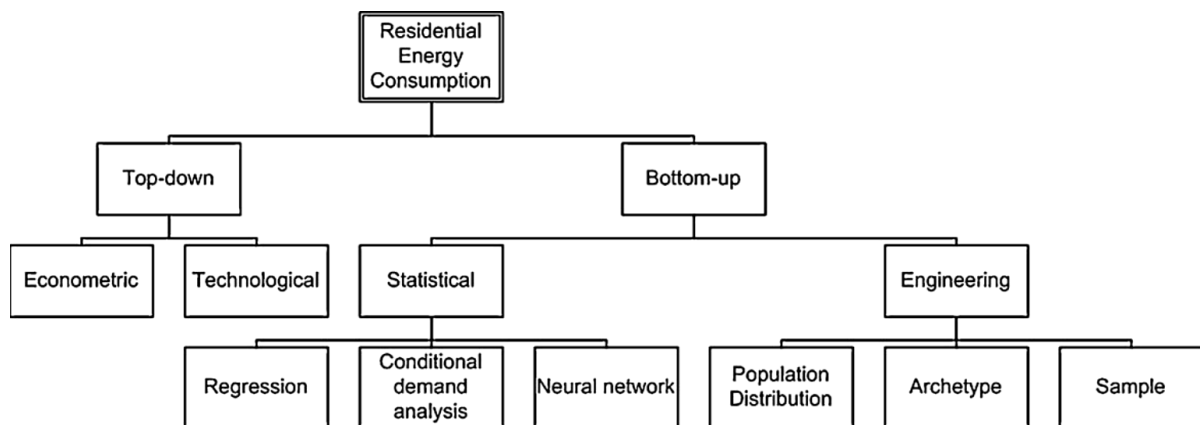 Residential
Energy
Consumption
Top-down
Bottom-up
Econometric
Technological
Statistical
Engineering
Regression
Conditional
demand
analysis
Neural network
Population
Distribution
Archetype
Sample